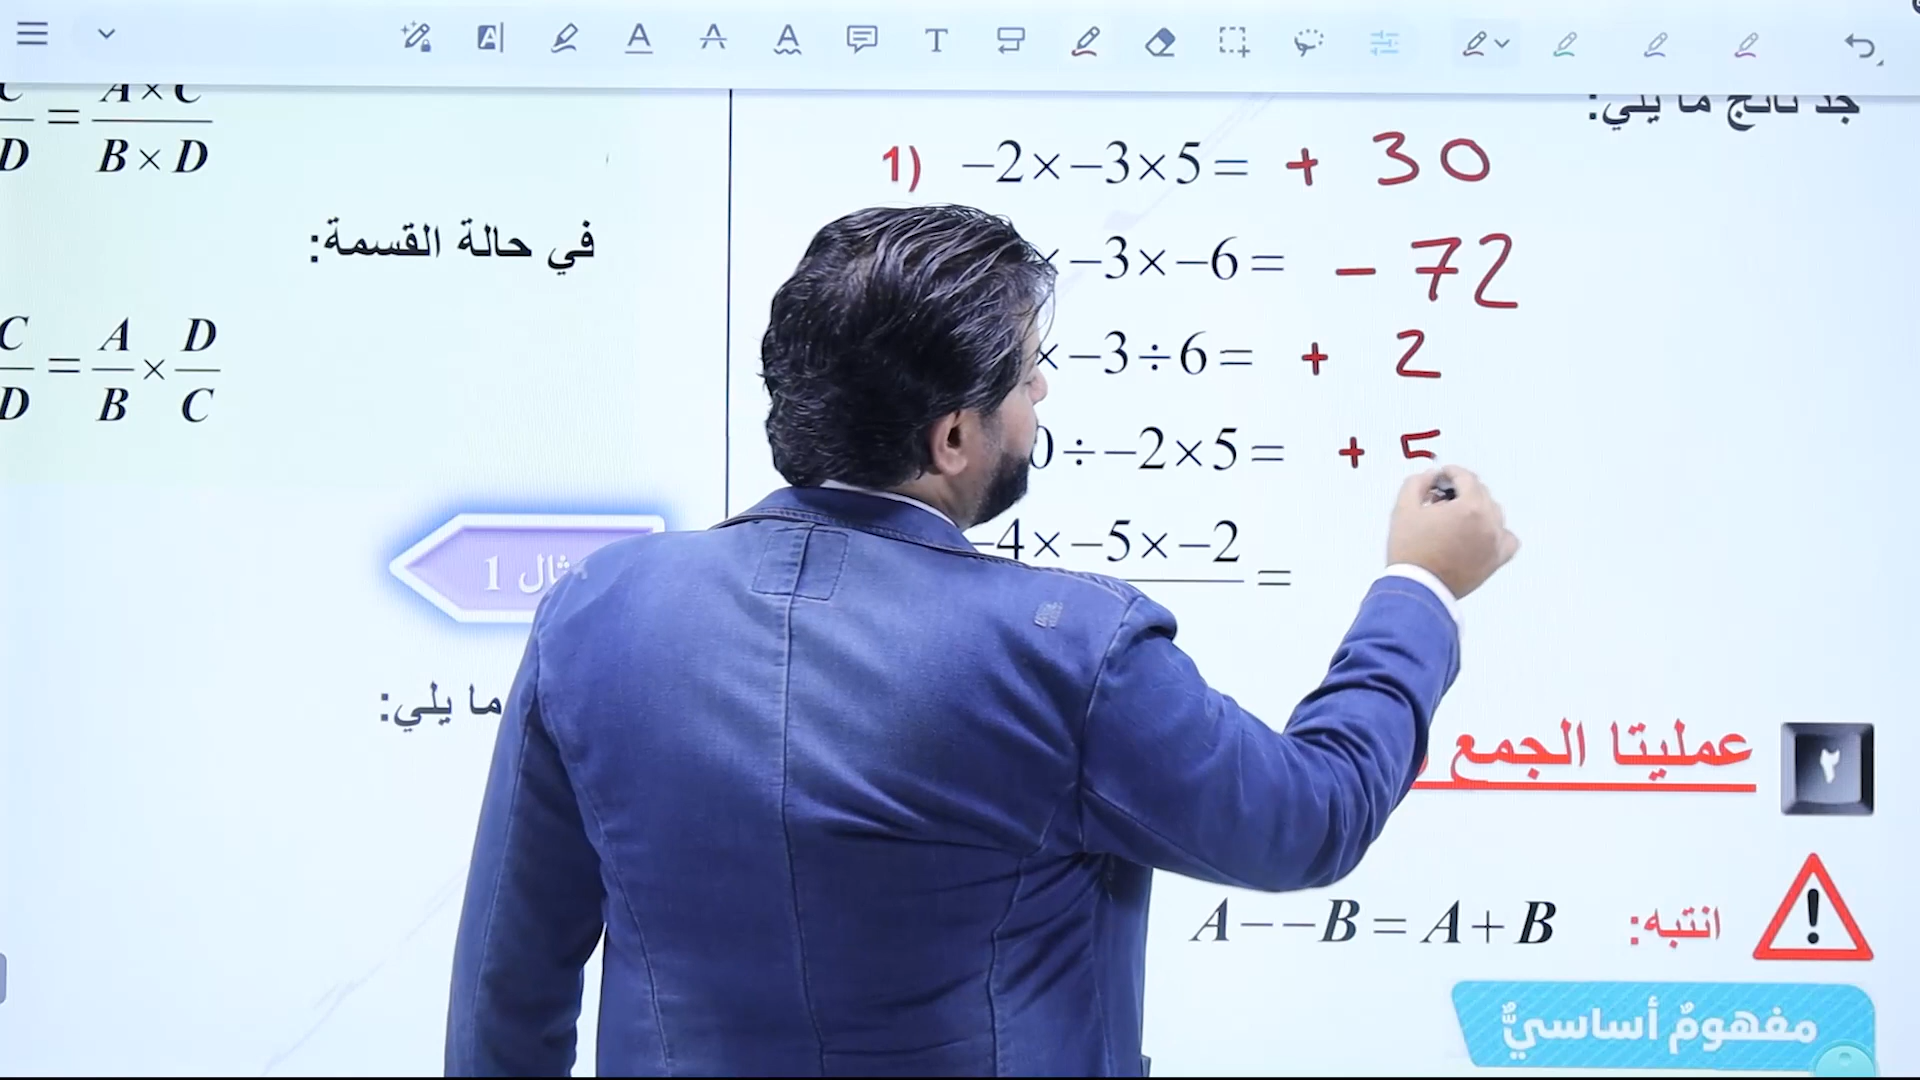 جد ناتج ما يلي:
1) −2×−3×5= + 30
×−3×−6= − 72
×−3÷6= + 2
0÷−2×5= + 5
−4×−5×−2
=
عمليتا الجمع
٢
انتبه: A−−B=A+B
مفهومٌ أساسيٌّ
C/D = A×C/B×D
في حالة القسمة:
C/D = A/B × D/C
ثال 1
ما يلي: